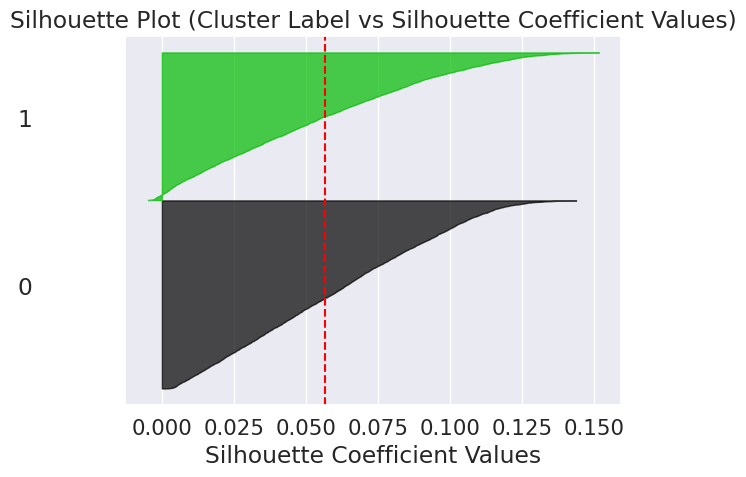 Silhouette Plot (Cluster Label vs Silhouette Coefficient Values)
1
0
0.000 0.025 0.050 0.075 0.100 0.125 0.150
Silhouette Coefficient Values